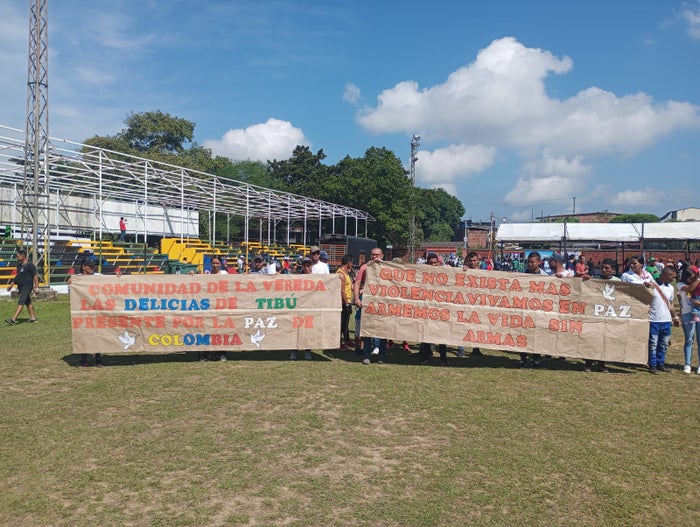 COMUNIDAD DE LA VEREDA
LAS DELICIAS DE TIBÚ
PRESENTE POR LA PAZ DE
COLOMBIA
QUE NO EXISTA MAS
VIOLENCIA VIVAMOS EN PAZ
ARMEMOS LA VIDA SIN
ARMAS